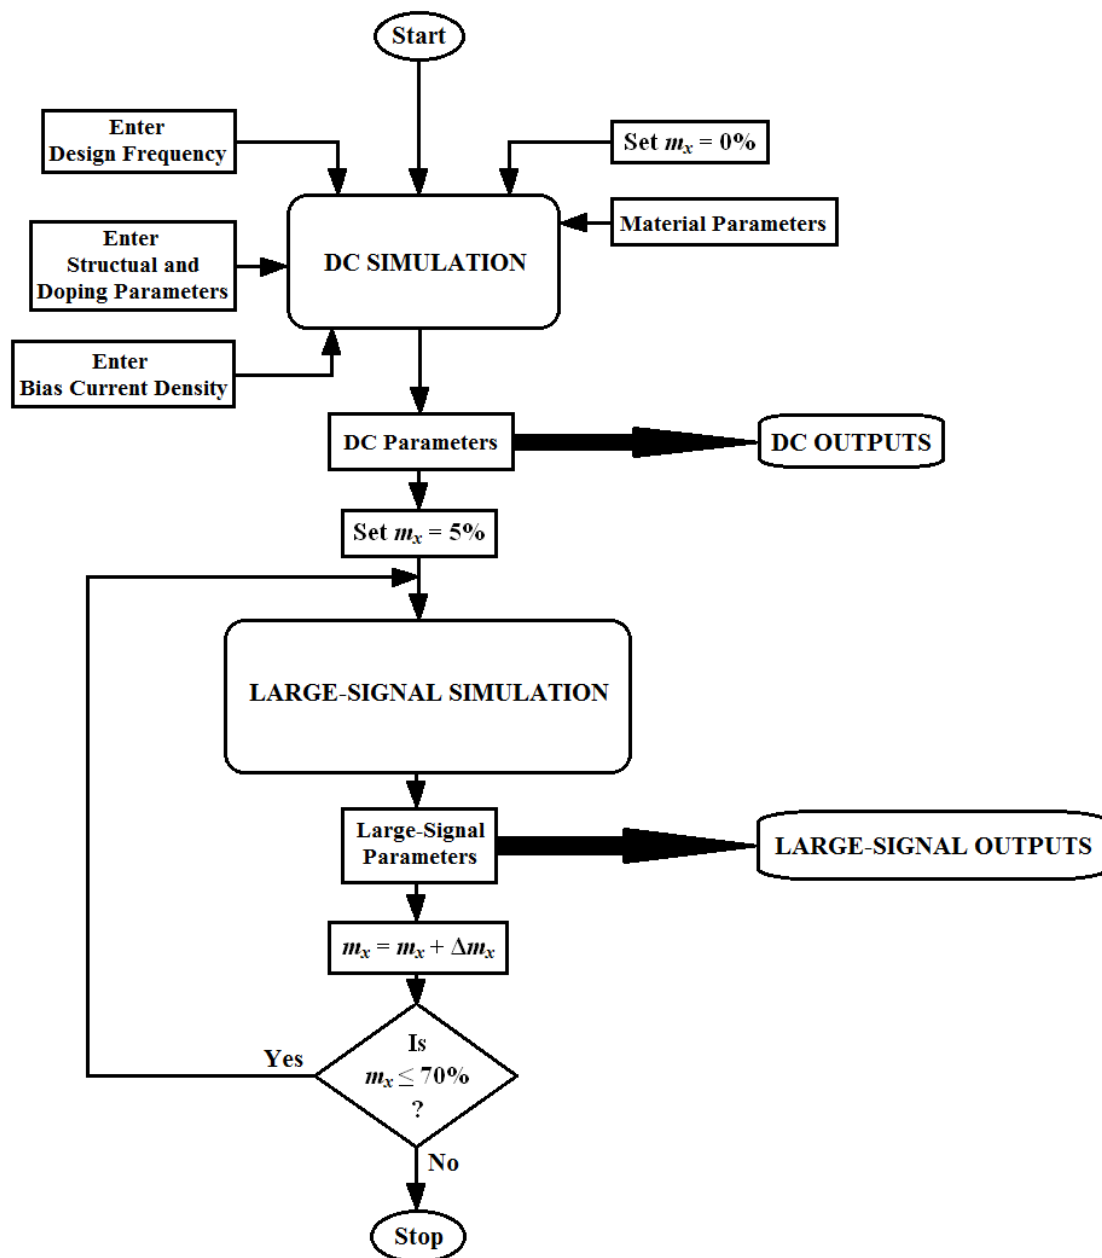 Start
Enter
Design Frequency
Set mₓ = 0%
Material Parameters
Enter
Structual and
Doping Parameters
DC SIMULATION
Enter
Bias Current Density
DC Parameters
DC OUTPUTS
Set mₓ = 5%
LARGE-SIGNAL SIMULATION
Large-Signal
Parameters
LARGE-SIGNAL OUTPUTS
mₓ = mₓ + Δmₓ
Is
mₓ ≤ 70%
?
Yes
No
Stop